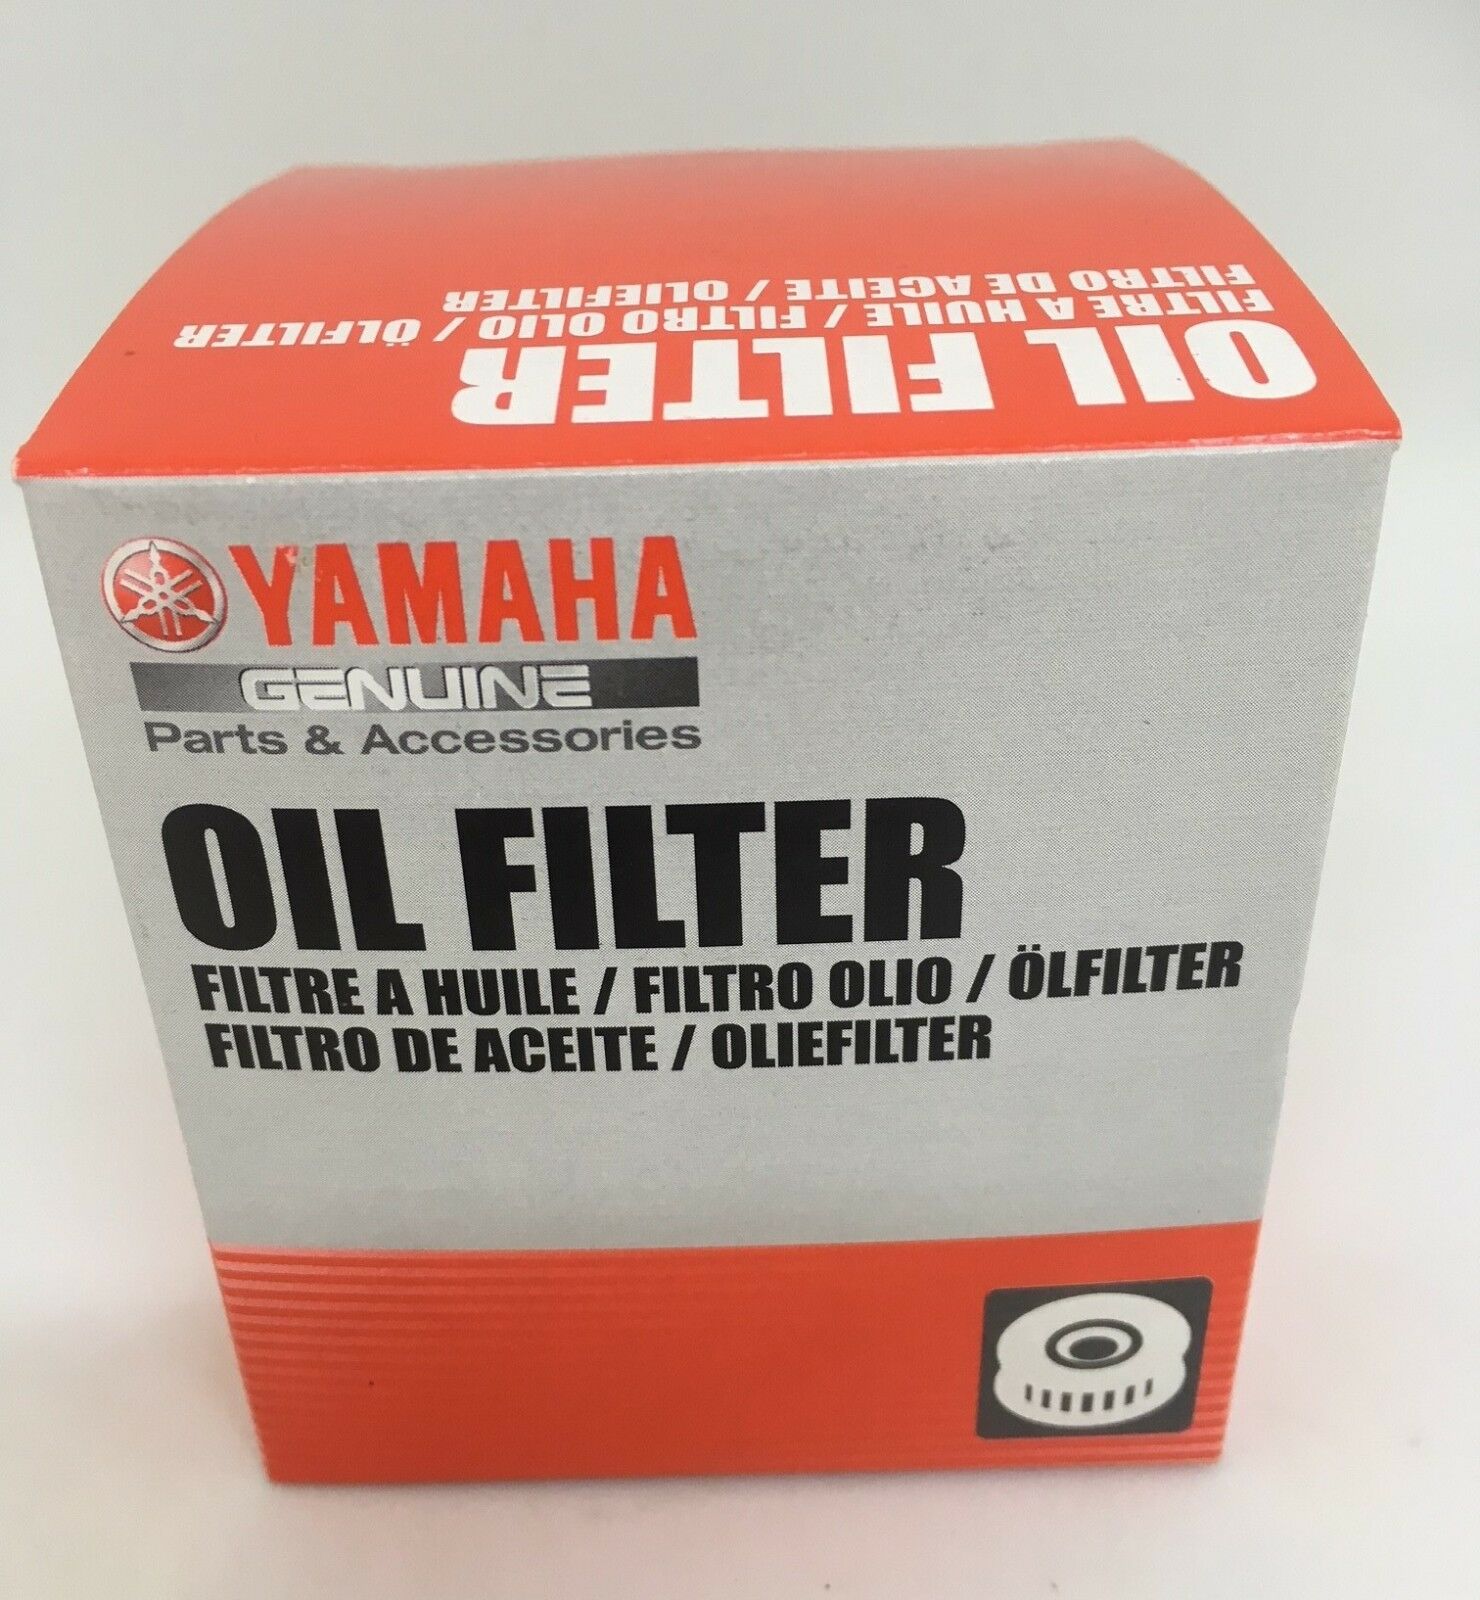 OIL FILTER
FILTRE A HUILE / FILTRO OLIO / ÖLFILTER
FILTRO DE ACEITE / OLIEFILTER
YAMAHA
GENUINE
Parts & Accessories
OIL FILTER
FILTRE A HUILE / FILTRO OLIO / ÖLFILTER
FILTRO DE ACEITE / OLIEFILTER